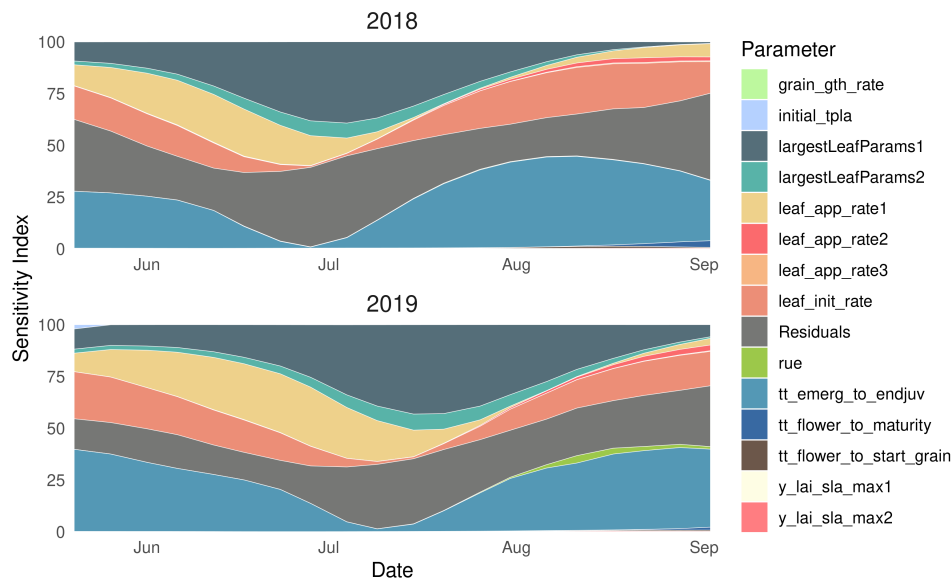 2018
100
75
50
25
0
Jun Jul Aug Sep
2019
100
75
50
25
0
Jun Jul Aug Sep
Sensitivity Index
Date
Parameter
grain_gth_rate
initial_tpla
largestLeafParams1
largestLeafParams2
leaf_app_rate1
leaf_app_rate2
leaf_app_rate3
leaf_init_rate
Residuals
rue
tt_emerg_to_endjuv
tt_flower_to_maturity
tt_flower_to_start_grain
y_lai_sla_max1
y_lai_sla_max2